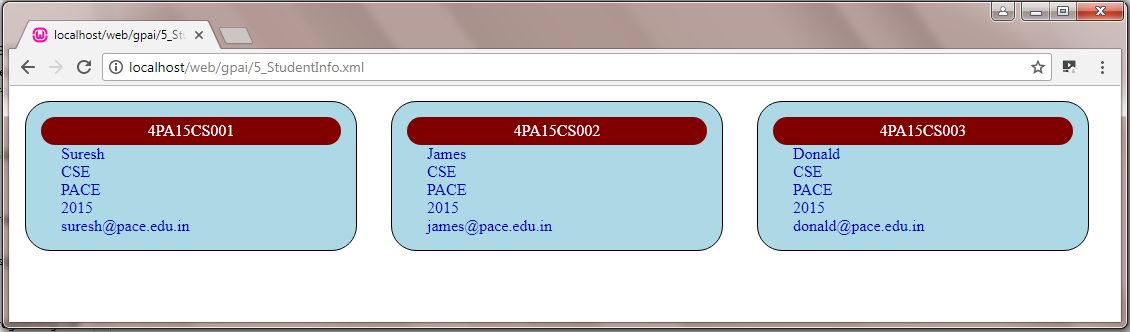 localhost/web/gpai/5_Stu
localhost/web/gpai/5_StudentInfo.xml
4PA15CS001
Suresh
CSE
PACE
2015
suresh@pace.edu.in
4PA15CS002
James
CSE
PACE
2015
james@pace.edu.in
4PA15CS003
Donald
CSE
PACE
2015
donald@pace.edu.in